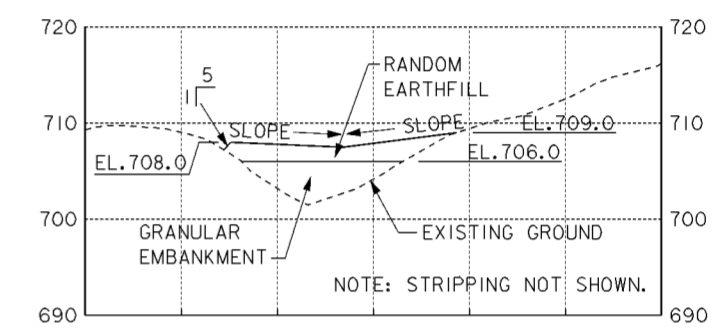 720
720
RANDOM
EARTHFILL
5
1
710
SLOPE
SLOPE
EL.709.0
710
EL.708.0
EL.706.0
700
GRANULAR
EMBANKMENT
EXISTING GROUND
700
NOTE: STRIPPING NOT SHOWN.
690
690